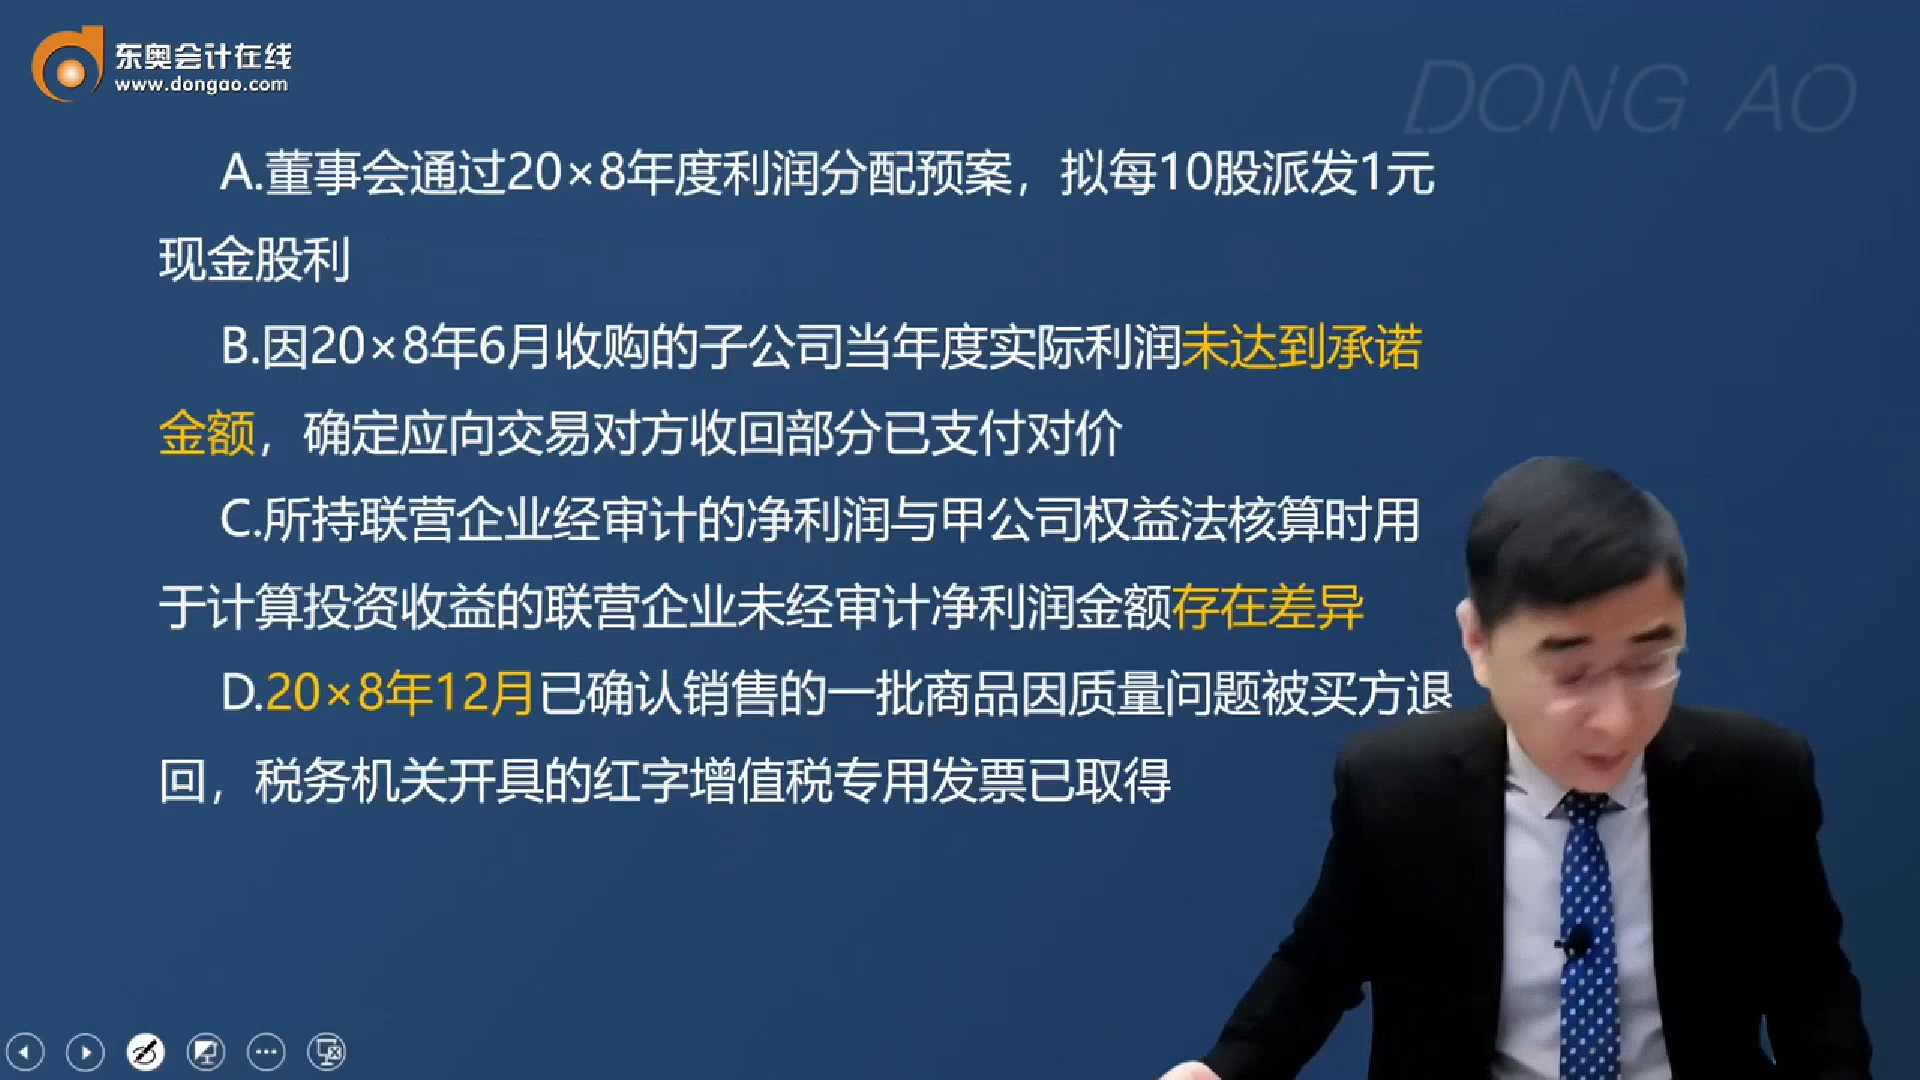 东奥会计在线
www.dongao.com
DONG AO
A.董事会通过20×8年度利润分配预案，拟每10股派发1元
现金股利
B.因20×8年6月收购的子公司当年度实际利润未达到承诺
金额，确定应向交易对方收回部分已支付对价
C.所持联营企业经审计的净利润与甲公司权益法核算时用
于计算投资收益的联营企业未经审计净利润金额存在差异
D.20×8年12月已确认销售的一批商品因质量问题被买方退
回，税务机关开具的红字增值税专用发票已取得